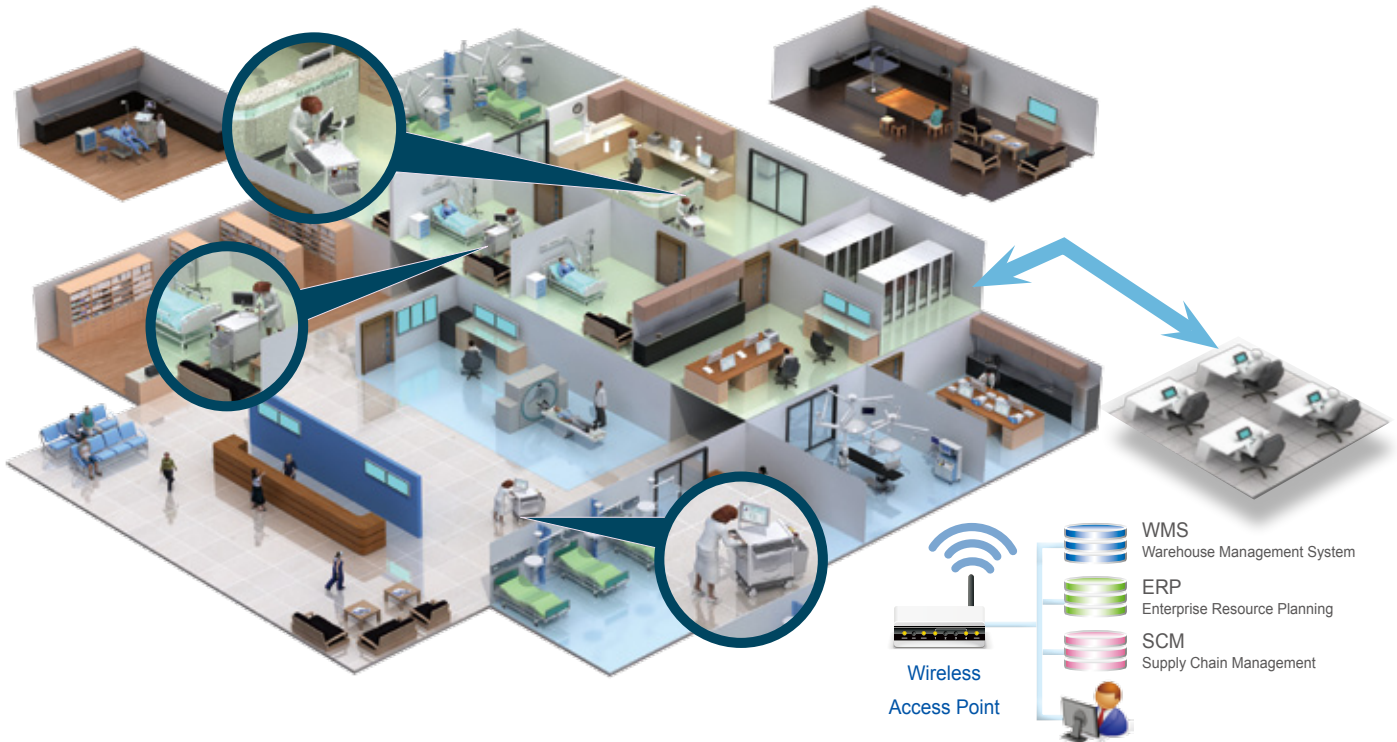 WMS
Warehouse Management System
ERP
Enterprise Resource Planning
SCM
Supply Chain Management
Wireless
Access Point